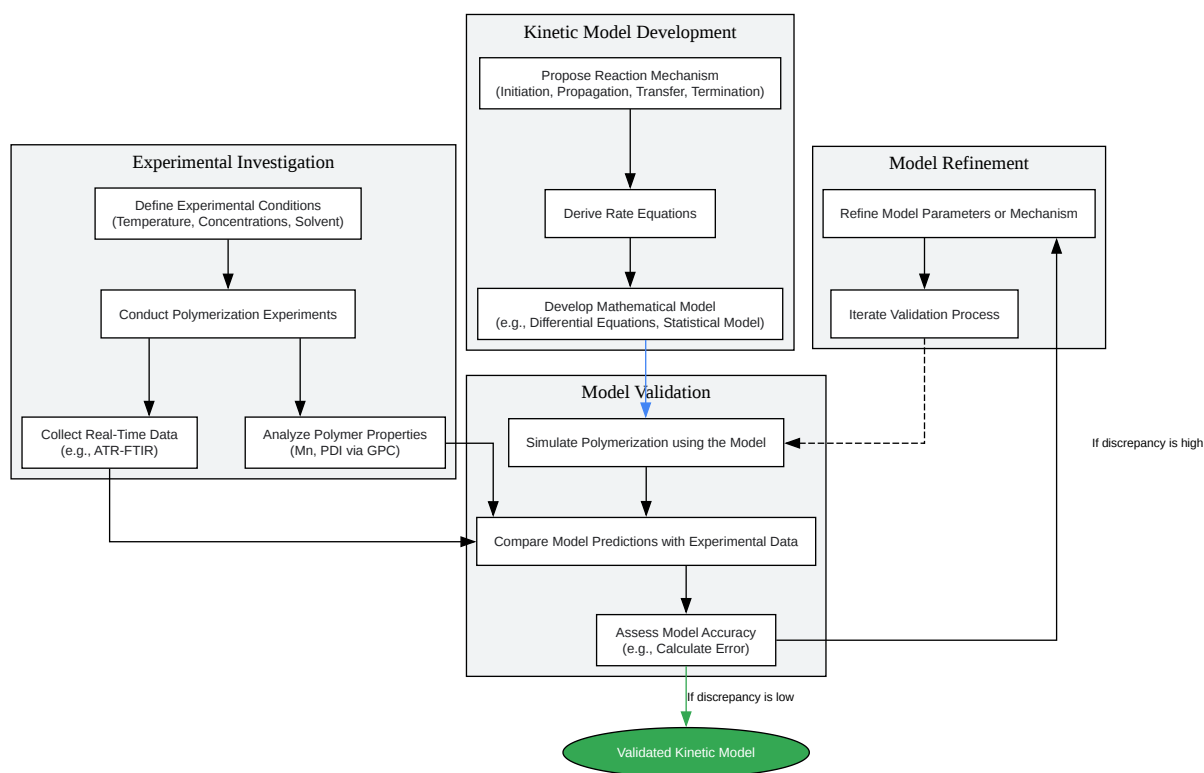 Kinetic Model Development
Propose Reaction Mechanism
(Initiation, Propagation, Transfer, Termination)
Derive Rate Equations
Develop Mathematical Model
(e.g., Differential Equations, Statistical Model)
Experimental Investigation
Define Experimental Conditions
(Temperature, Concentrations, Solvent)
Conduct Polymerization Experiments
Collect Real-Time Data
(e.g., ATR-FTIR)
Analyze Polymer Properties
(Mn, PDI via GPC)
Model Refinement
Refine Model Parameters or Mechanism
Iterate Validation Process
Model Validation
Simulate Polymerization using the Model
Compare Model Predictions with Experimental Data
Assess Model Accuracy
(e.g., Calculate Error)
If discrepancy is high
If discrepancy is low
Validated Kinetic Model